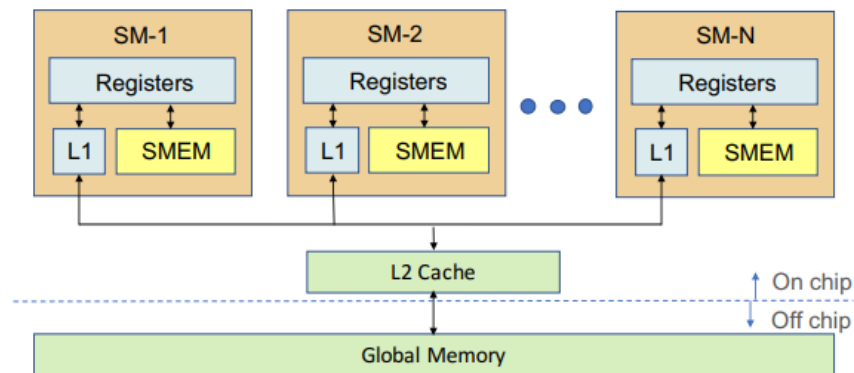 SM-1
SM-2
SM-N
Registers
Registers
Registers
L1
SMEM
L1
SMEM
L1
SMEM
L2 Cache
On chip
Off chip
Global Memory